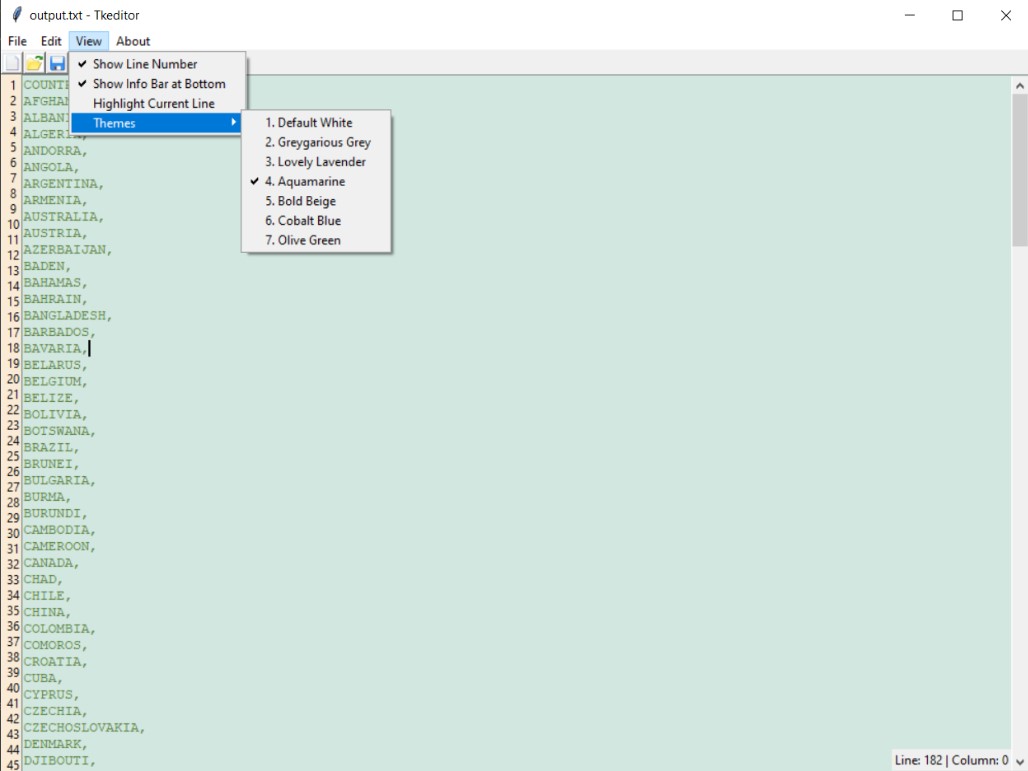 output.txt - Tkeditor
File Edit View About
✔ Show Line Number
✔ Show Info Bar at Bottom
Highlight Current Line
Themes
1. Default White
2. Greygarious Grey
3. Lovely Lavender
✔ 4. Aquamarine
5. Bold Beige
6. Cobalt Blue
7. Olive Green
1
2
3
4
5
6
7
8
9
10
11
12
13
14
15
16
17
18
19
20
21
22
23
24
25
26
27
28
29
30
31
32
33
34
35
36
37
38
39
40
41
42
43
44
45
COUNT
AFGHA
ALBAN
ALGER
ANDORRA,
ANGOLA,
ARGENTINA,
ARMENIA,
AUSTRALIA,
AUSTRIA,
AZERBAIJAN,
BADEN,
BAHAMAS,
BAHRAIN,
BANGLADESH,
BARBADOS,
BAVARIA,
BELARUS,
BELGIUM,
BELIZE,
BOLIVIA,
BOTSWANA,
BRAZIL,
BRUNEI,
BULGARIA,
BURMA,
BURUNDI,
CAMBODIA,
CAMEROON,
CANADA,
CHAD,
CHILE,
CHINA,
COLOMBIA,
COMOROS,
CROATIA,
CUBA,
CYPRUS,
CZECHIA,
CZECHOSLOVAKIA,
DENMARK,
DJIBOUTI,
Line: 182 | Column: 0